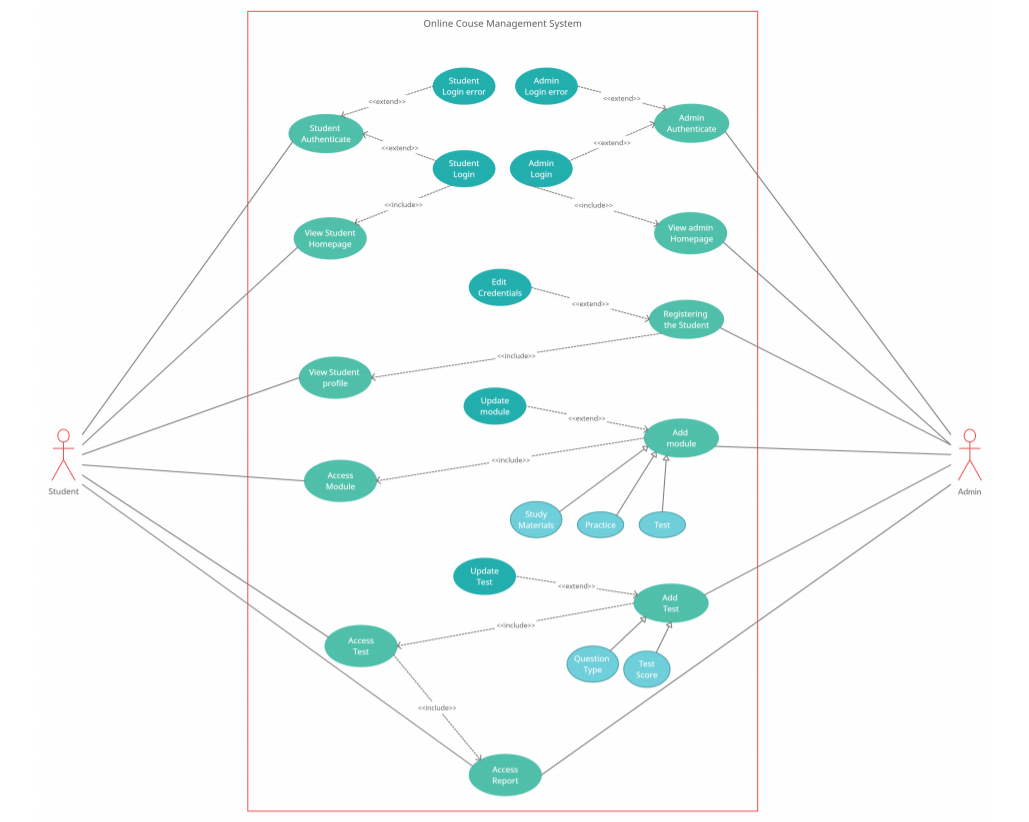 Online Couse Management System
Student
Login error
Admin
Login error
<<extend>>
<<extend>>
Student
Authenticate
Admin
Authenticate
<<extend>>
<<extend>>
Student
Login
Admin
Login
<<include>>
<<include>>
View Student
Homepage
View admin
Homepage
Edit
Credentials
<<extend>>
Registering
the Student
<<include>>
View Student
profile
Update
module
<<extend>>
Add
module
<<include>>
Access
Module
Student
Admin
Study
Materials
Practice
Test
Update
Test
<<extend>>
Add
Test
<<include>>
Access
Test
Question
Type
Test
Score
<<include>>
Access
Report